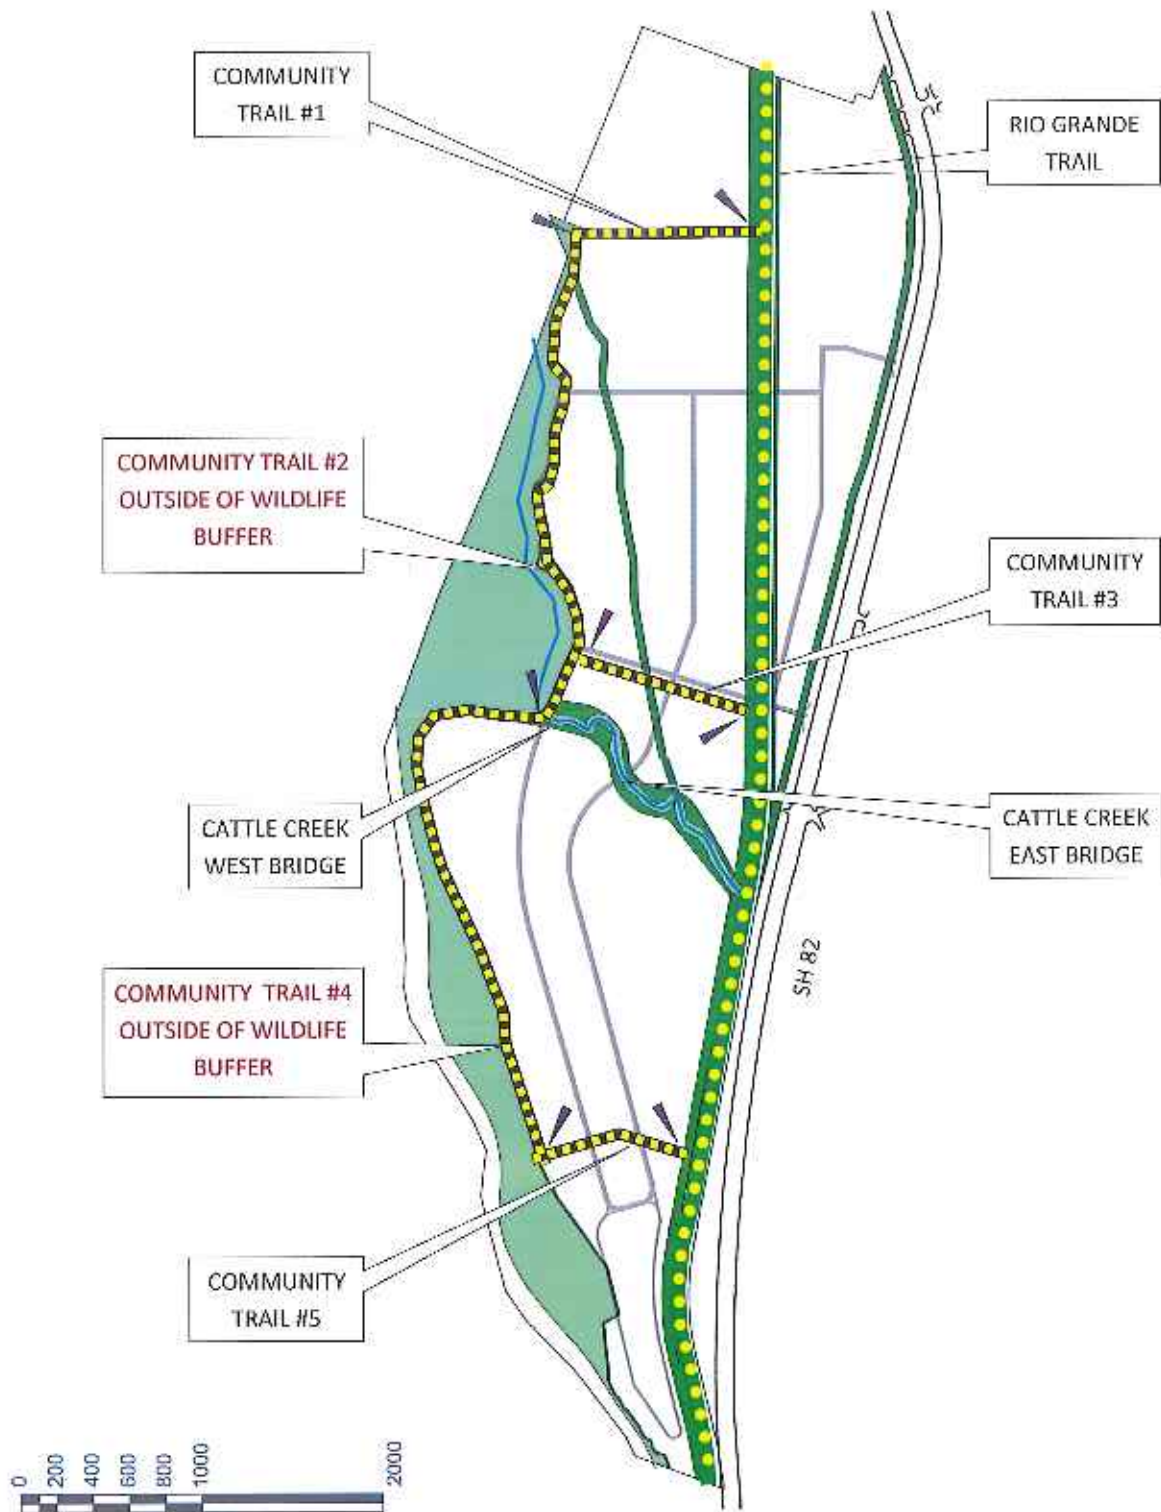 COMMUNITY
TRAIL #1
RIO GRANDE
TRAIL
COMMUNITY TRAIL #2
OUTSIDE OF WILDLIFE
BUFFER
COMMUNITY
TRAIL #3
CATTLE CREEK
WEST BRIDGE
CATTLE CREEK
EAST BRIDGE
SH 82
COMMUNITY TRAIL #4
OUTSIDE OF WILDLIFE
BUFFER
COMMUNITY
TRAIL #5
0 200 400 600 800 1000 2000